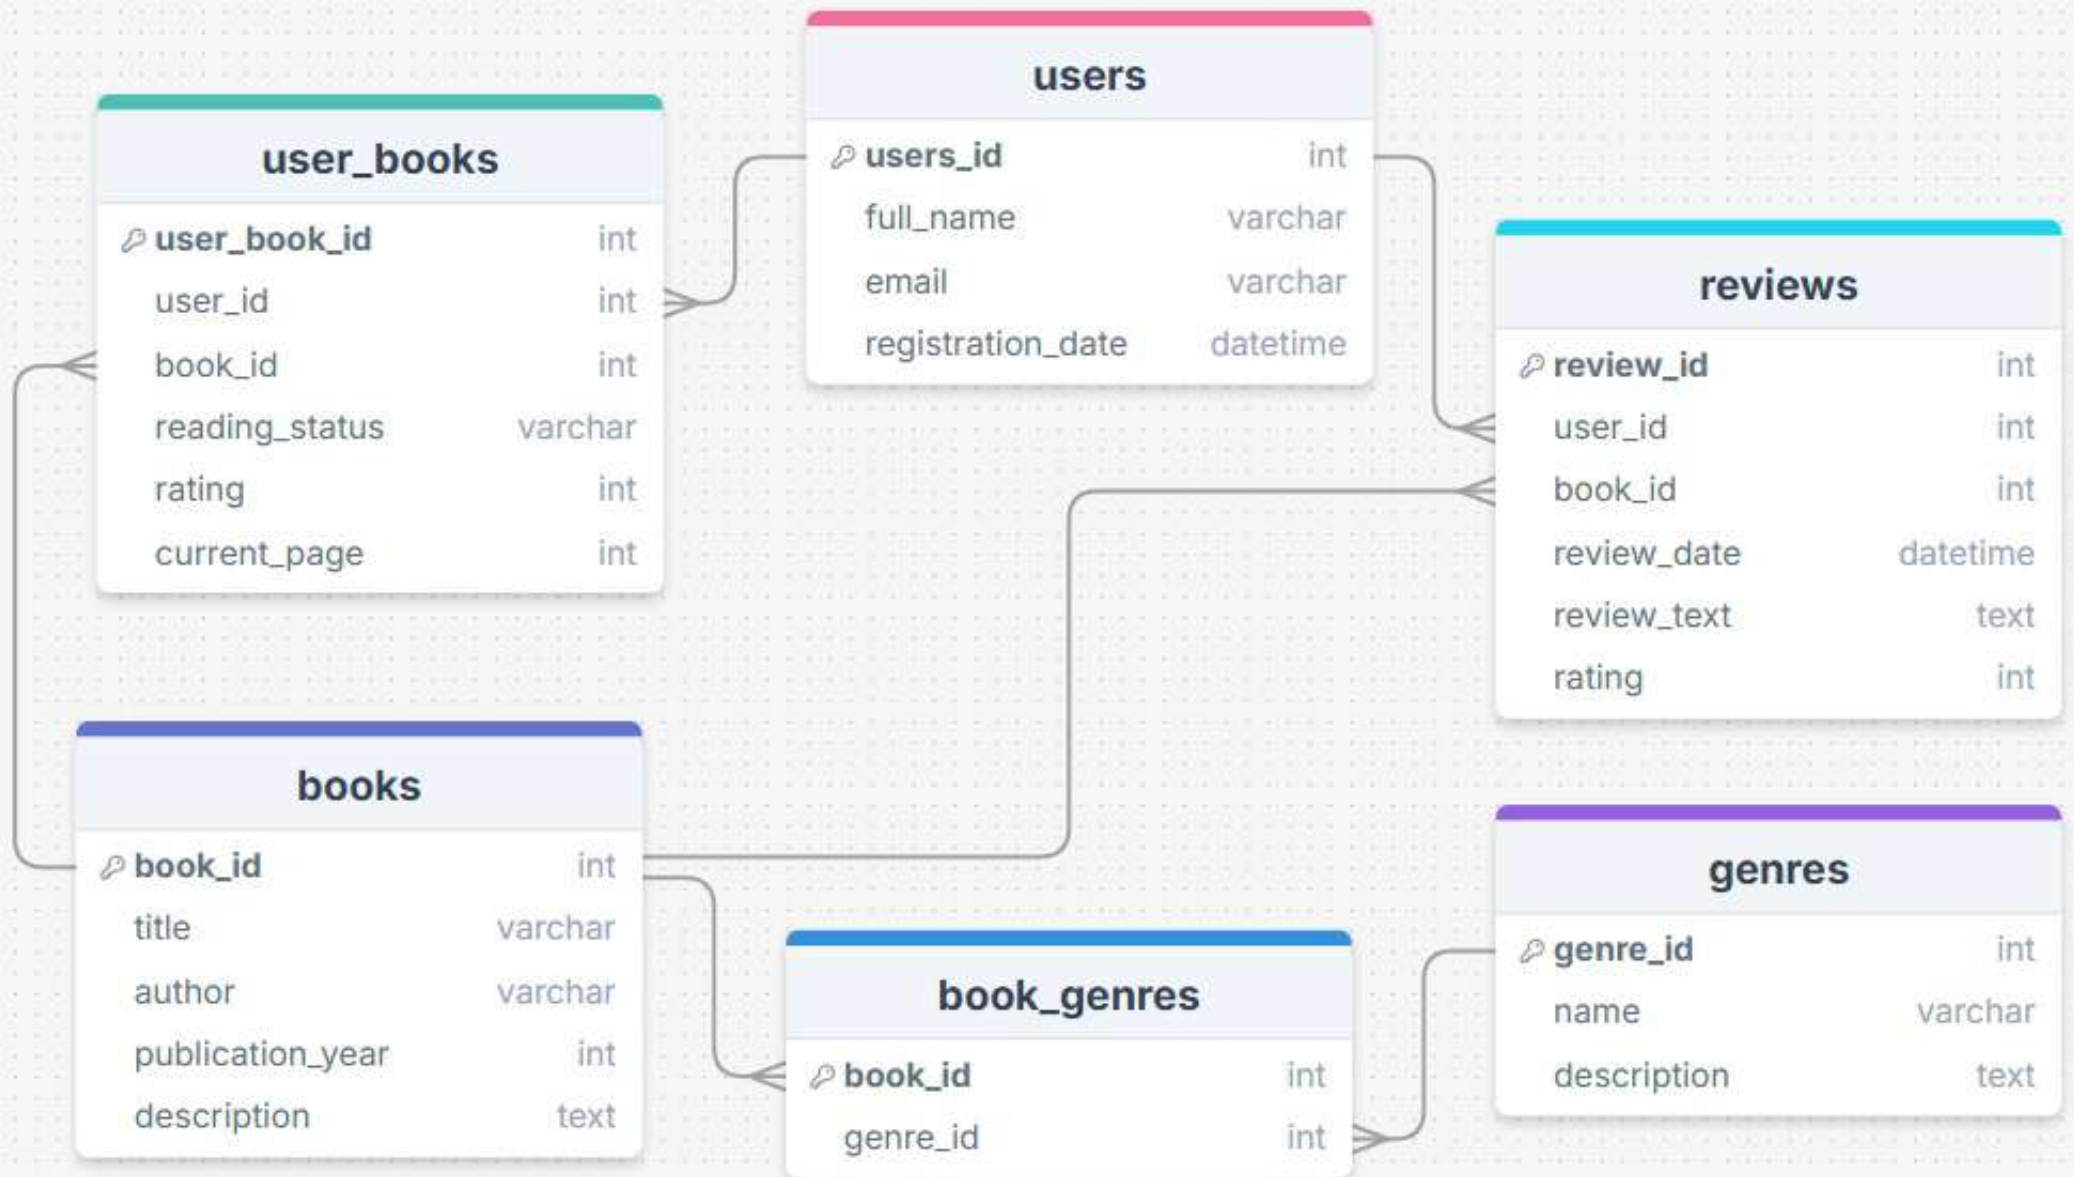 users
users_id int
full_name varchar
email varchar
registration_date datetime
user_books
user_book_id int
user_id int
book_id int
reading_status varchar
rating int
current_page int
reviews
review_id int
user_id int
book_id int
review_date datetime
review_text text
rating int
books
book_id int
title varchar
author varchar
publication_year int
description text
book_genres
book_id int
genre_id int
genres
genre_id int
name varchar
description text